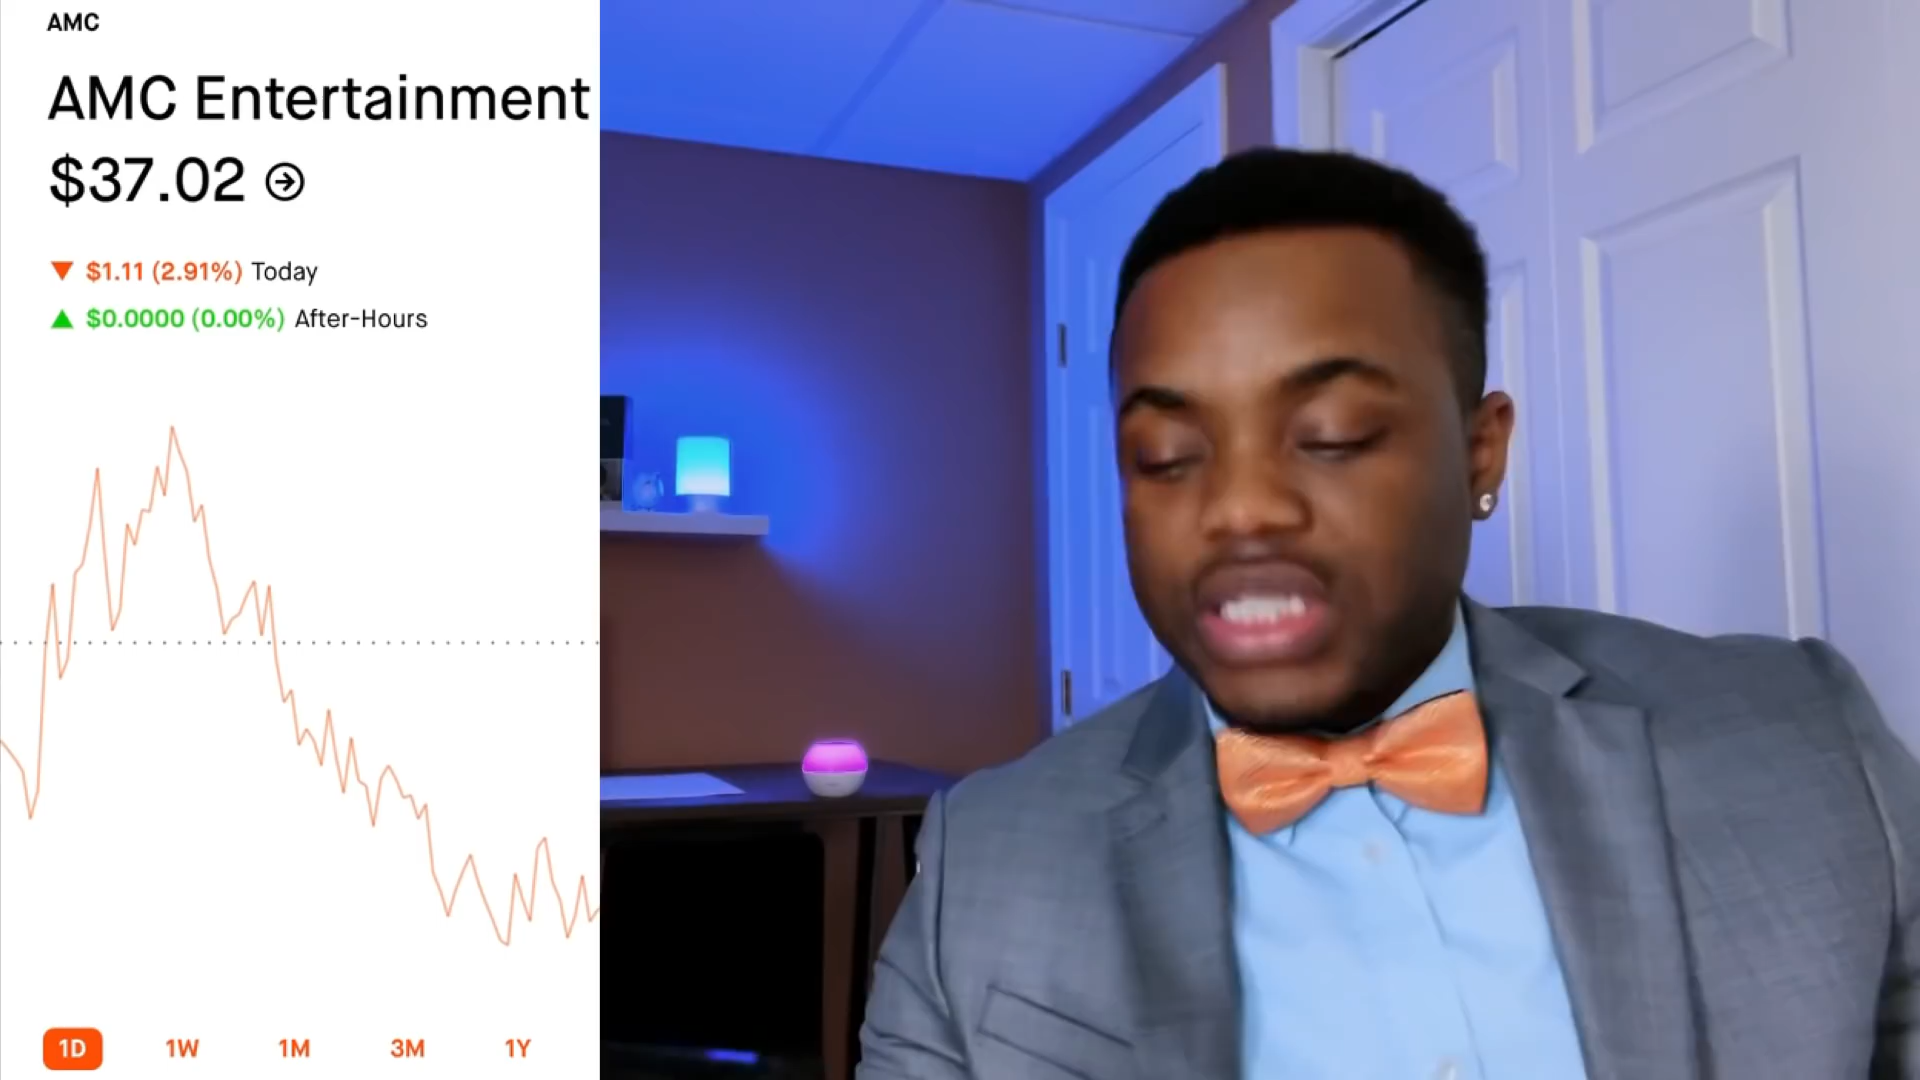 AMC
AMC Entertainment
$37.02
$1.11 (2.91%) Today
$0.0000 (0.00%) After-Hours
1D 1W 1M 3M 1Y